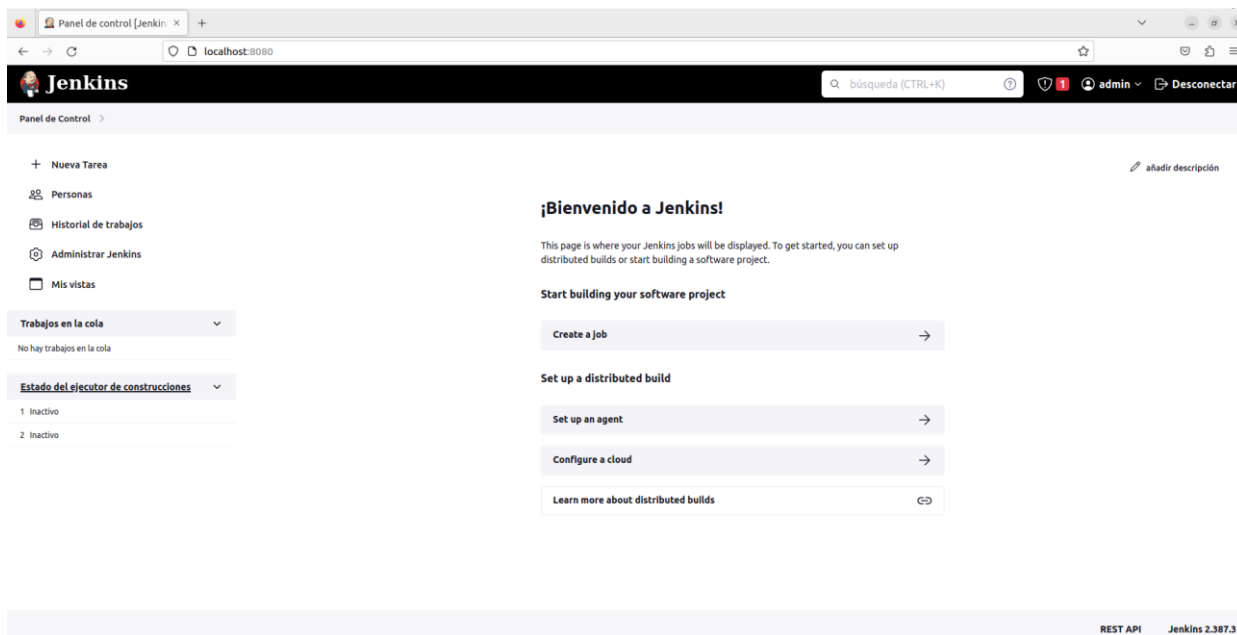 Panel de control [Jenkin
localhost:8080
Jenkins
búsqueda (CTRL+K)
1
admin
Desconectar
Panel de Control
Nueva Tarea
Personas
Historial de trabajos
Administrar Jenkins
Mis vistas
Trabajos en la cola
No hay trabajos en la cola
Estado del ejecutor de construcciones
1 Inactivo
2 Inactivo
añadir descripción
¡Bienvenido a Jenkins!
This page is where your Jenkins jobs will be displayed. To get started, you can set up
distributed builds or start building a software project.
Start building your software project
Create a job
Set up a distributed build
Set up an agent
Configure a cloud
Learn more about distributed builds
REST API
Jenkins 2.387.3